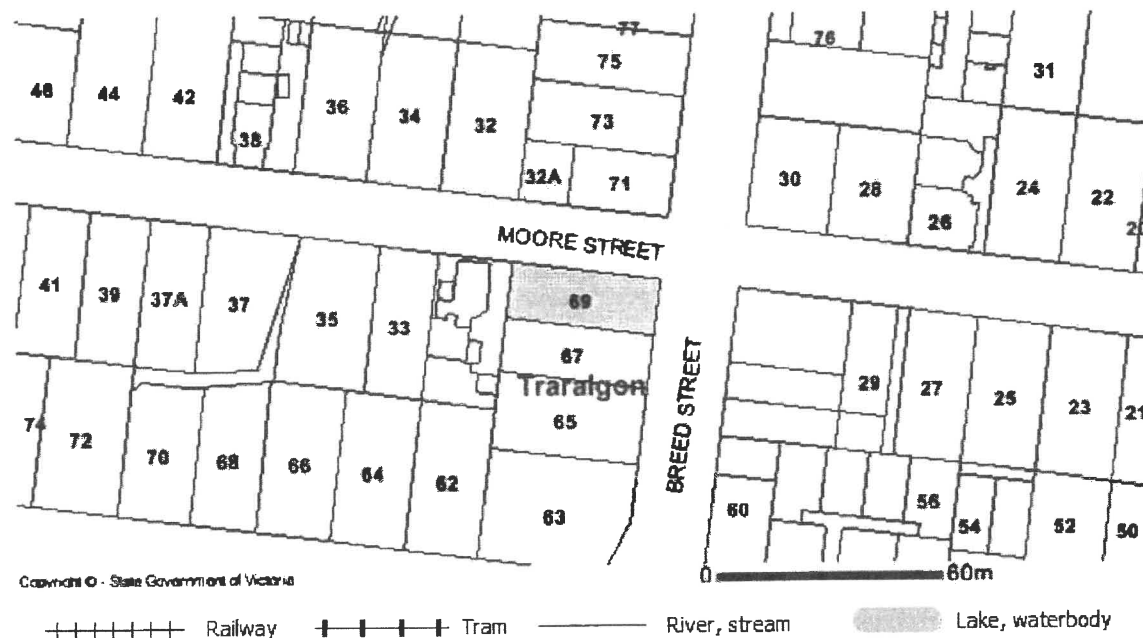 77
76
75
31
46 44 42 36 34 32 73
38
32A 71
30 28 24 22
26
MOORE STREET
41 39 37A 37 35 33 69
67
Traralgon
65
BREED STREET
29 27 25 23 21
74 72 70 68 66 64 62
63
60 56 54 52 50
Copyright © - State Government of Victoria
0 60m
Railway Tram River, stream Lake, waterbody